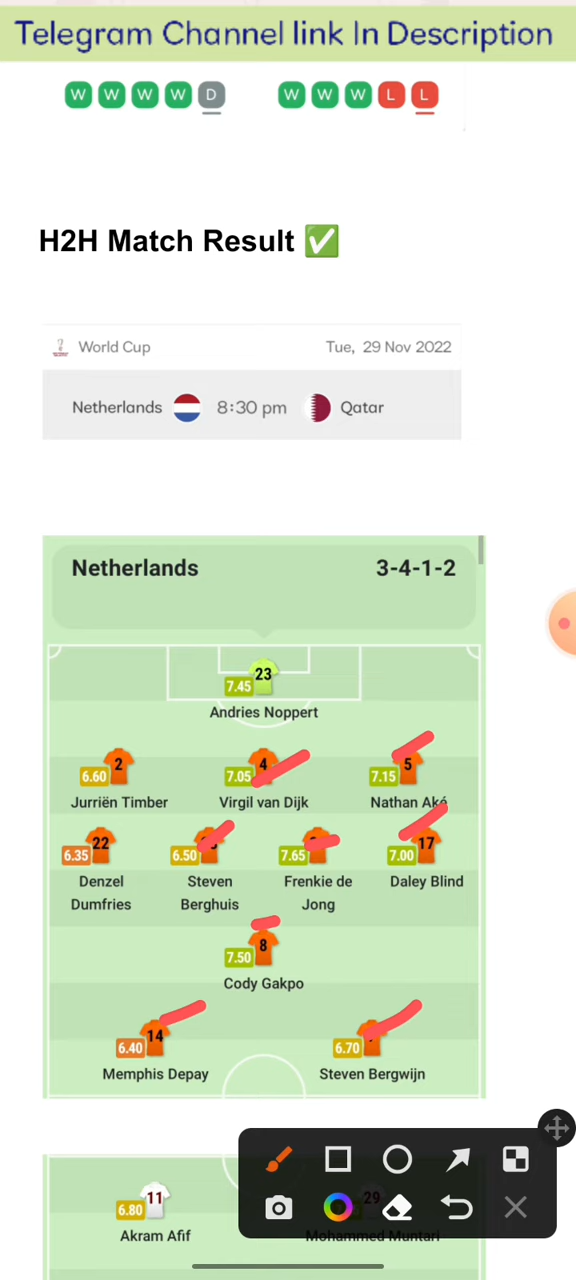 Telegram Channel link In Description
W W W W D W W W L L
H2H Match Result ✅
World Cup Tue, 29 Nov 2022
Netherlands 8:30 pm Qatar
Netherlands 3-4-1-2
23
7.45
Andries Noppert
2 4 5
6.60 7.05 7.15
Jurriën Timber Virgil van Dijk Nathan Aké
22 17
6.35 6.50 7.65 7.00
Denzel Steven Frenkie de Daley Blind
Dumfries Berghuis Jong
8
7.50
Cody Gakpo
14
6.40 6.70
Memphis Depay Steven Bergwijn
11 29
6.80
Akram Afif Mohammed Muntari